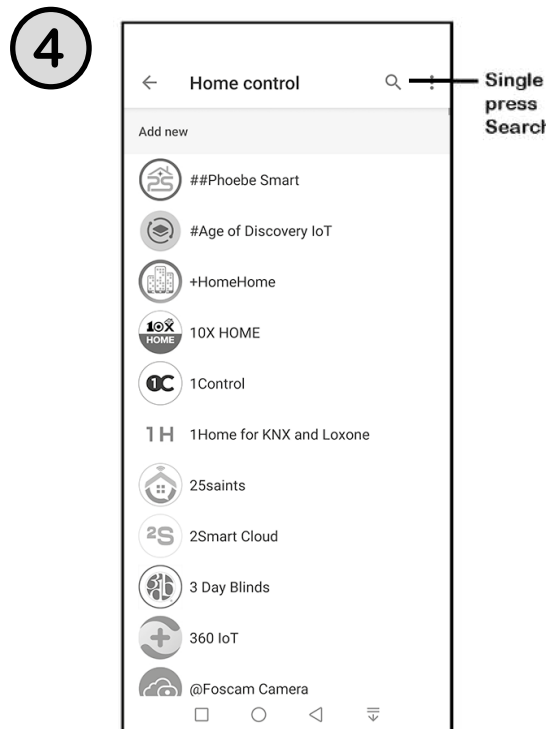 4
Home control
Single
press
Search
Add new
##Phoebe Smart
#Age of Discovery IoT
+HomeHome
10X
HOME
10X HOME
1C
1Control
1H
1Home for KNX and Loxone
25saints
2S
2Smart Cloud
3 Day Blinds
360 IoT
@Foscam Camera